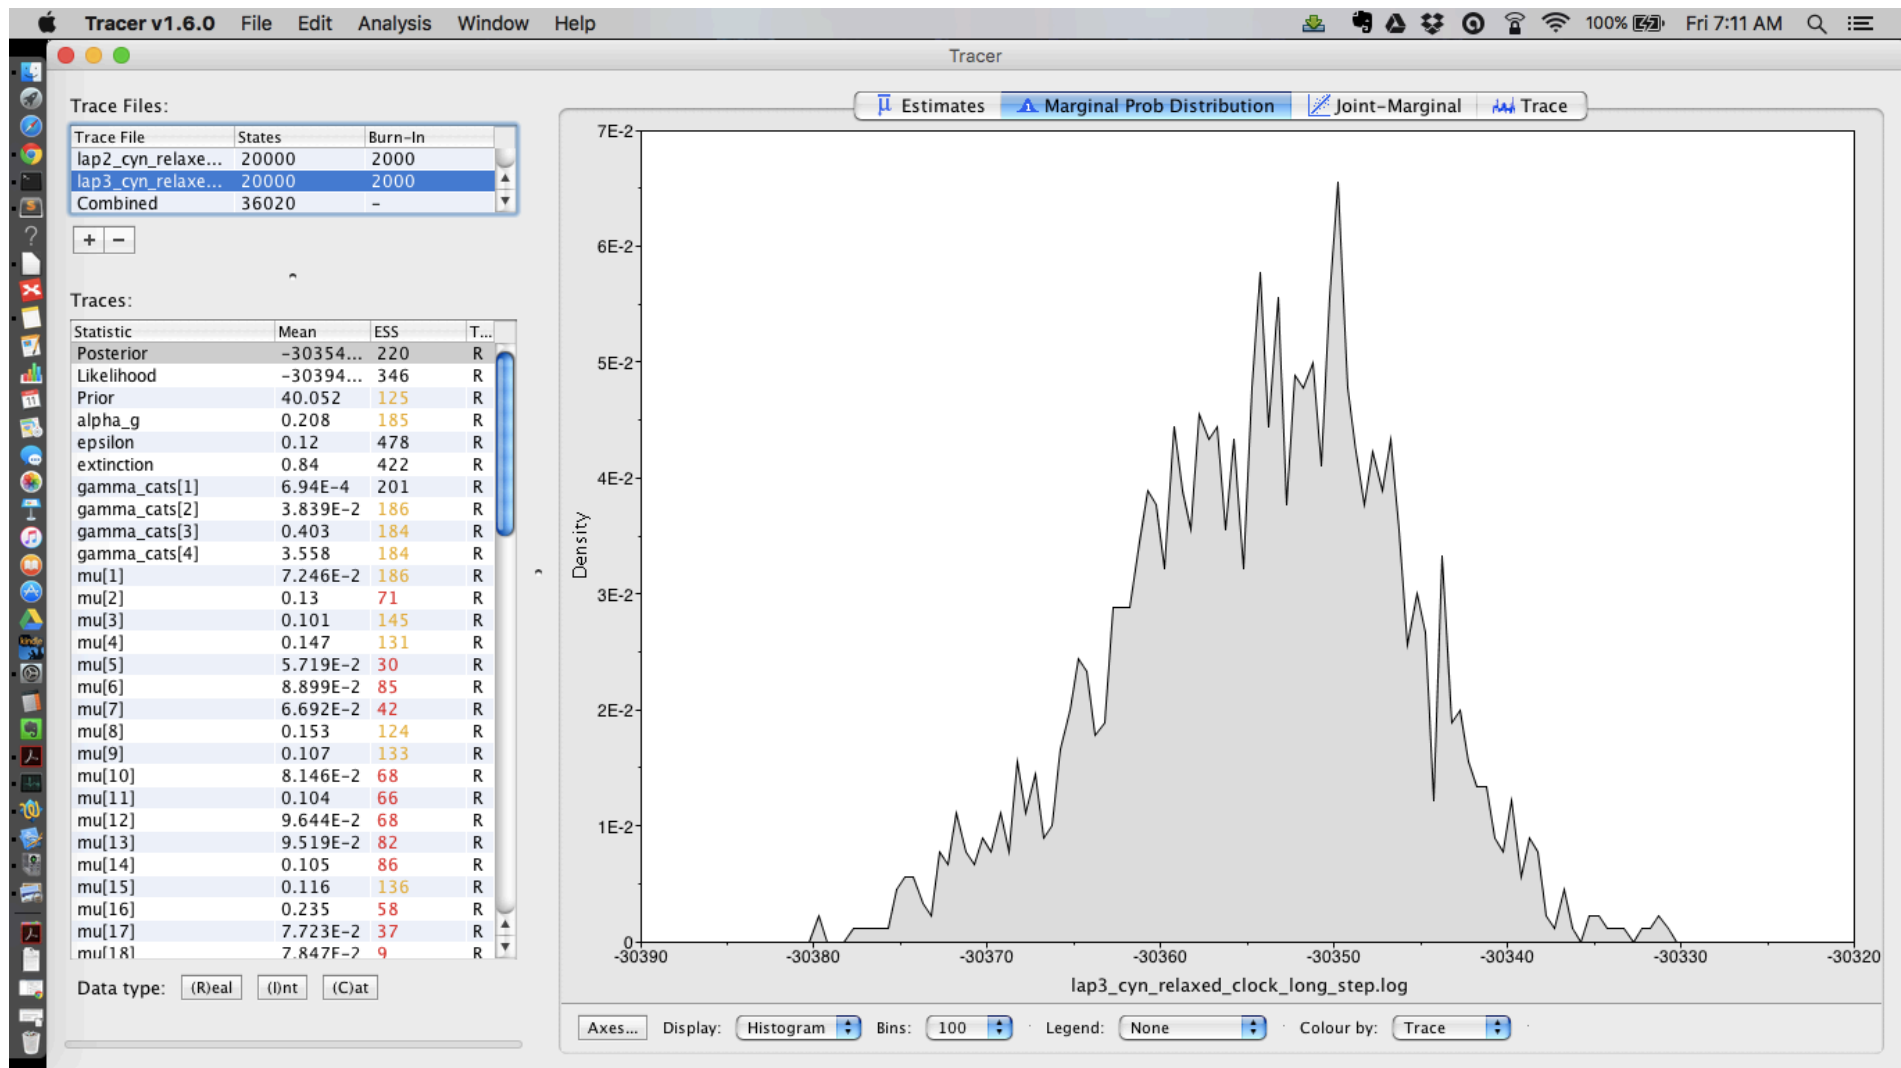 Tracer v1.6.0 File Edit Analysis Window Help 100% Fri 7:11 AM
Tracer
Trace Files:
Trace File States Burn-In
lap2_cyn_relaxe... 20000 2000
lap3_cyn_relaxe... 20000 2000
Combined 36020 -
+ −
Traces:
Statistic Mean ESS T...
Posterior -30354... 220 R
Likelihood -30394... 346 R
Prior 40.052 125 R
alpha_g 0.208 185 R
epsilon 0.12 478 R
extinction 0.84 422 R
gamma_cats[1] 6.94E-4 201 R
gamma_cats[2] 3.839E-2 186 R
gamma_cats[3] 0.403 184 R
gamma_cats[4] 3.558 184 R
mu[1] 7.246E-2 186 R
mu[2] 0.13 71 R
mu[3] 0.101 145 R
mu[4] 0.147 131 R
mu[5] 5.719E-2 30 R
mu[6] 8.899E-2 85 R
mu[7] 6.692E-2 42 R
mu[8] 0.153 124 R
mu[9] 0.107 133 R
mu[10] 8.146E-2 68 R
mu[11] 0.104 66 R
mu[12] 9.644E-2 68 R
mu[13] 9.519E-2 82 R
mu[14] 0.105 86 R
mu[15] 0.116 136 R
mu[16] 0.235 58 R
mu[17] 7.723E-2 37 R
mu[18] 7.847E-2 9 R
Data type: (R)eal (I)nt (C)at
Estimates Marginal Prob Distribution Joint-Marginal Trace
7E-2
6E-2
5E-2
4E-2
3E-2
2E-2
1E-2
0
Density
-30390 -30380 -30370 -30360 -30350 -30340 -30330 -30320
lap3_cyn_relaxed_clock_long_step.log
Axes... Display: Histogram Bins: 100 Legend: None Colour by: Trace